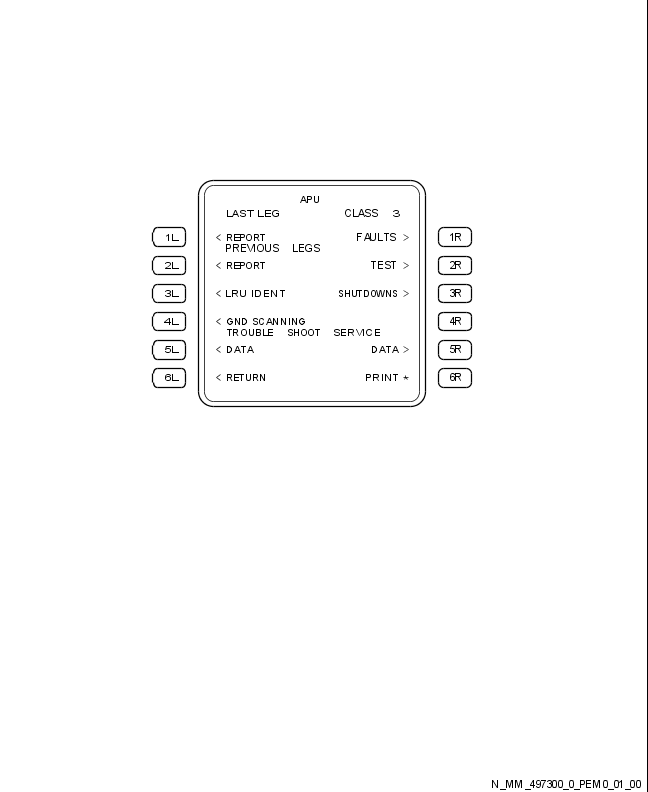 APU
LAST LEG CLASS 3
1L < REPORT FAULTS > 1R
PREVIOUS LEGS
2L < REPORT TEST > 2R
3L < LRU IDENT SHUTDOWNS > 3R
4L < GND SCANNING 4R
TROUBLE SHOOT SERVICE
5L < DATA DATA > 5R
6L < RETURN PRINT * 6R
N_MM_497300_0_PEM0_01_00